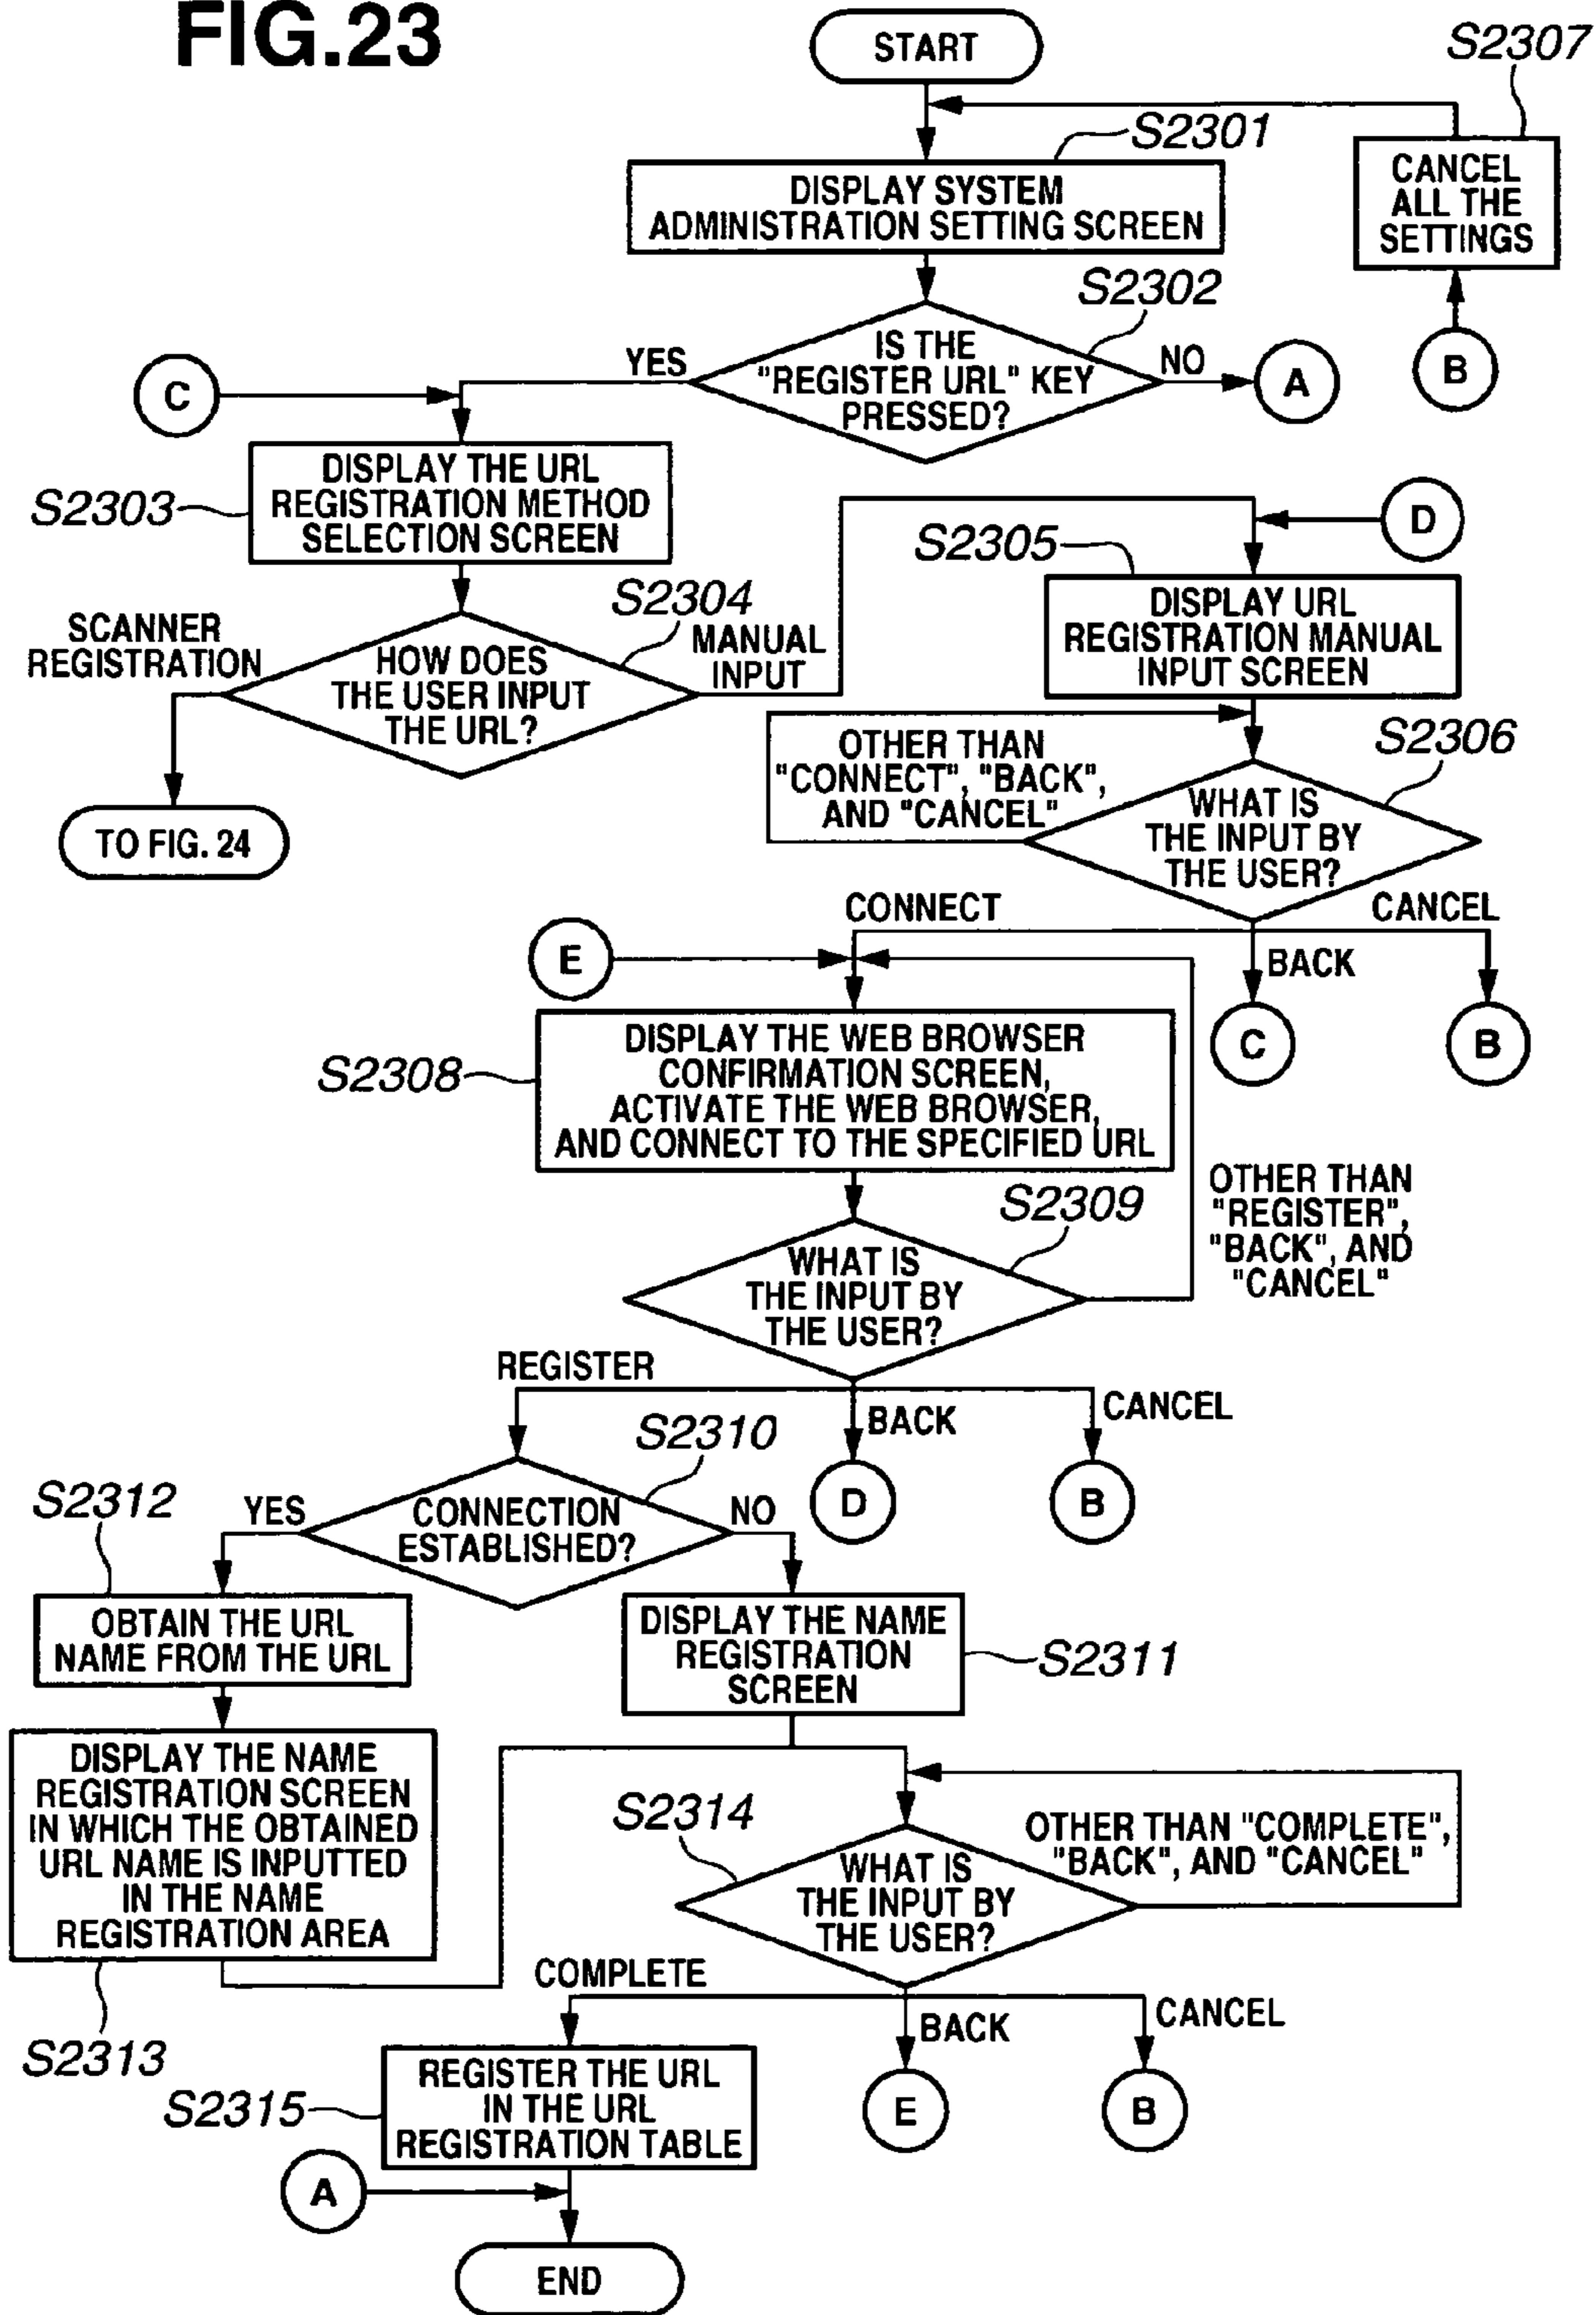 FIG.23
START
S2307
S2301
CANCEL
ALL THE
SETTINGS
DISPLAY SYSTEM
ADMINISTRATION SETTING SCREEN
S2302
B
IS THE
"REGISTER URL" KEY
PRESSED?
YES
NO
A
C
DISPLAY THE URL
REGISTRATION METHOD
SELECTION SCREEN
S2303
D
S2305
DISPLAY URL
REGISTRATION MANUAL
INPUT SCREEN
S2304
SCANNER
REGISTRATION
HOW DOES
THE USER INPUT
THE URL?
MANUAL
INPUT
TO FIG. 24
OTHER THAN
"CONNECT", "BACK",
AND "CANCEL"
S2306
WHAT IS
THE INPUT BY
THE USER?
CONNECT
BACK
CANCEL
E
C
B
S2308
DISPLAY THE WEB BROWSER
CONFIRMATION SCREEN,
ACTIVATE THE WEB BROWSER,
AND CONNECT TO THE SPECIFIED URL
S2309
OTHER THAN
"REGISTER",
"BACK", AND
"CANCEL"
WHAT IS
THE INPUT BY
THE USER?
REGISTER
BACK
CANCEL
S2310
D
B
CONNECTION
ESTABLISHED?
YES
NO
S2312
OBTAIN THE URL
NAME FROM THE URL
DISPLAY THE NAME
REGISTRATION
SCREEN
S2311
DISPLAY THE NAME
REGISTRATION SCREEN
IN WHICH THE OBTAINED
URL NAME IS INPUTTED
IN THE NAME
REGISTRATION AREA
S2313
S2314
OTHER THAN "COMPLETE",
"BACK", AND "CANCEL"
WHAT IS
THE INPUT BY
THE USER?
COMPLETE
BACK
CANCEL
S2315
REGISTER THE URL
IN THE URL
REGISTRATION TABLE
E
B
A
END